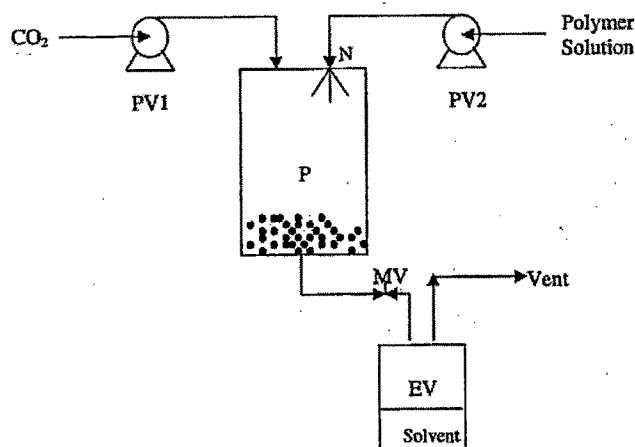 CO₂
PV1
N
PV2
Polymer
Solution
P
MV
Vent
EV
Solvent